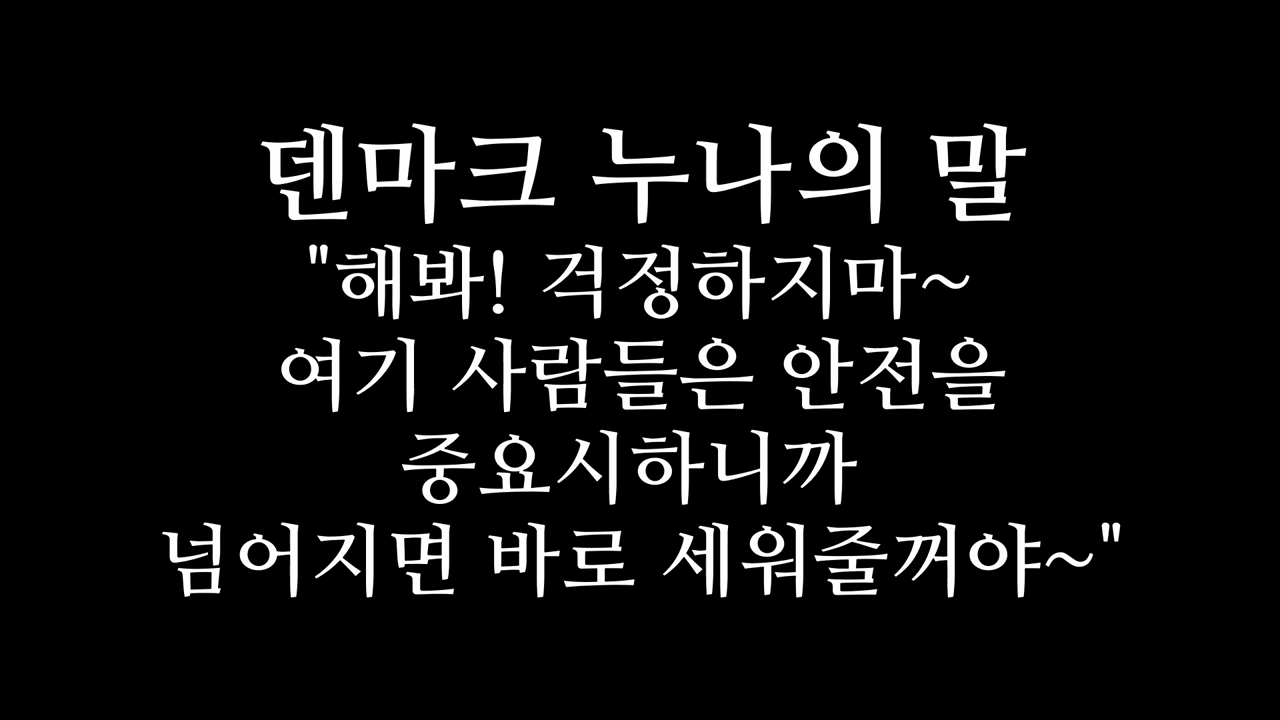 덴마크 누나의 말
"해봐! 걱정하지마~
여기 사람들은 안전을
중요시하니까
넘어지면 바로 세워줄꺼야~"